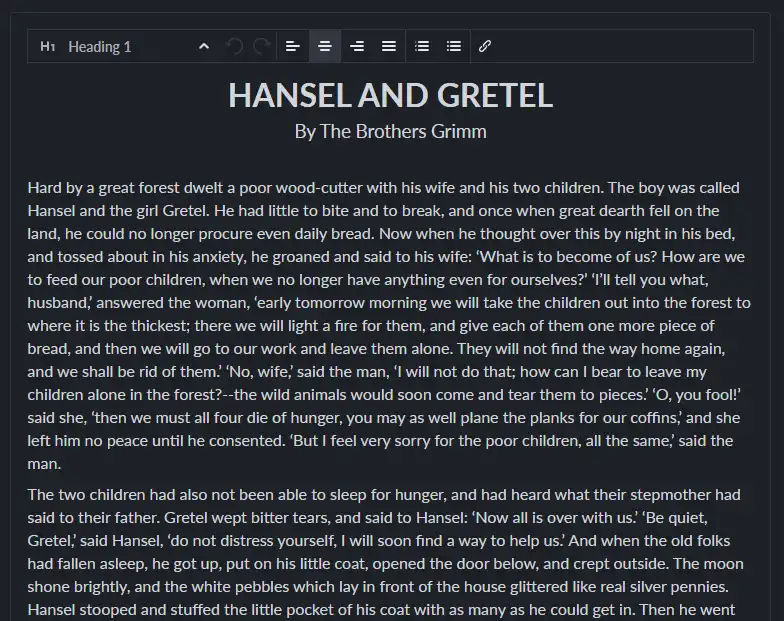 H1 Heading 1
HANSEL AND GRETEL
By The Brothers Grimm
Hard by a great forest dwelt a poor wood-cutter with his wife and his two children. The boy was called
Hansel and the girl Gretel. He had little to bite and to break, and once when great dearth fell on the
land, he could no longer procure even daily bread. Now when he thought over this by night in his bed,
and tossed about in his anxiety, he groaned and said to his wife: ‘What is to become of us? How are we
to feed our poor children, when we no longer have anything even for ourselves?’ ‘I’ll tell you what,
husband,’ answered the woman, ‘early tomorrow morning we will take the children out into the forest to
where it is the thickest; there we will light a fire for them, and give each of them one more piece of
bread, and then we will go to our work and leave them alone. They will not find the way home again,
and we shall be rid of them.’ ‘No, wife,’ said the man, ‘I will not do that; how can I bear to leave my
children alone in the forest?--the wild animals would soon come and tear them to pieces.’ ‘O, you fool!’
said she, ‘then we must all four die of hunger, you may as well plane the planks for our coffins,’ and she
left him no peace until he consented. ‘But I feel very sorry for the poor children, all the same,’ said the
man.
The two children had also not been able to sleep for hunger, and had heard what their stepmother had
said to their father. Gretel wept bitter tears, and said to Hansel: ‘Now all is over with us.’ ‘Be quiet,
Gretel,’ said Hansel, ‘do not distress yourself, I will soon find a way to help us.’ And when the old folks
had fallen asleep, he got up, put on his little coat, opened the door below, and crept outside. The moon
shone brightly, and the white pebbles which lay in front of the house glittered like real silver pennies.
Hansel stooped and stuffed the little pocket of his coat with as many as he could get in. Then he went